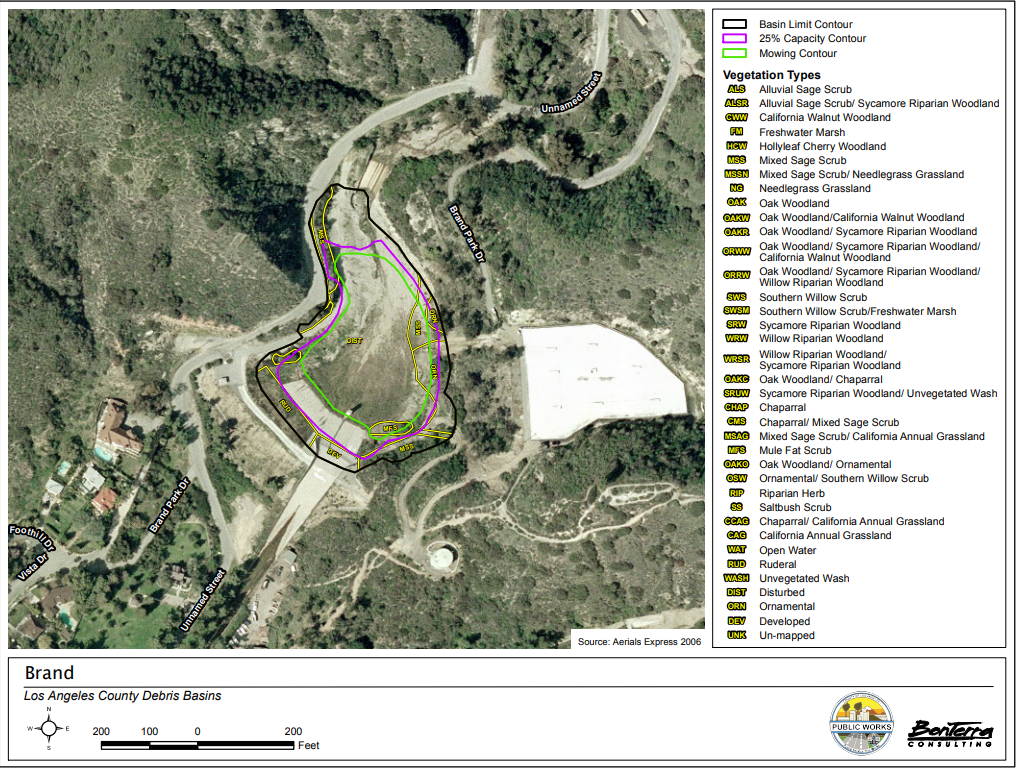 Basin Limit Contour
25% Capacity Contour
Mowing Contour
Vegetation Types
ALS Alluvial Sage Scrub
ALSR Alluvial Sage Scrub/ Sycamore Riparian Woodland
CWW California Walnut Woodland
FM Freshwater Marsh
HCW Hollyleaf Cherry Woodland
MSS Mixed Sage Scrub
MSSN Mixed Sage Scrub/ Needlegrass Grassland
NG Needlegrass Grassland
OAK Oak Woodland
OAKW Oak Woodland/California Walnut Woodland
OAKR Oak Woodland/ Sycamore Riparian Woodland
ORWW Oak Woodland/ Sycamore Riparian Woodland/
California Walnut Woodland
ORRW Oak Woodland/ Sycamore Riparian Woodland/
Willow Riparian Woodland
SWS Southern Willow Scrub
SWSM Southern Willow Scrub/Freshwater Marsh
SRW Sycamore Riparian Woodland
WRW Willow Riparian Woodland
WRSR Willow Riparian Woodland/
Sycamore Riparian Woodland
OAKC Oak Woodland/ Chaparral
SRUW Sycamore Riparian Woodland/ Unvegetated Wash
CHAP Chaparral
CMS Chaparral/ Mixed Sage Scrub
MSAG Mixed Sage Scrub/ California Annual Grassland
MFS Mule Fat Scrub
OAKO Oak Woodland/ Ornamental
OSW Ornamental/ Southern Willow Scrub
RIP Riparian Herb
SS Saltbush Scrub
CCAG Chaparral/ California Annual Grassland
CAG California Annual Grassland
WAT Open Water
RUD Ruderal
WASH Unvegetated Wash
DIST Disturbed
ORN Ornamental
DEV Developed
UNK Un-mapped
Unnamed Street
Brand Park Dr
DIST
ORN
ORN
RUD
MFS
MSS
DEV
Brand Park Dr
Foothill Dr
Vista Dr
Unnamed Street
Source: Aerials Express 2006
Brand
Los Angeles County Debris Basins
N
W E
S
200 100 0 200
Feet
PUBLIC WORKS
BonTerra
CONSULTING